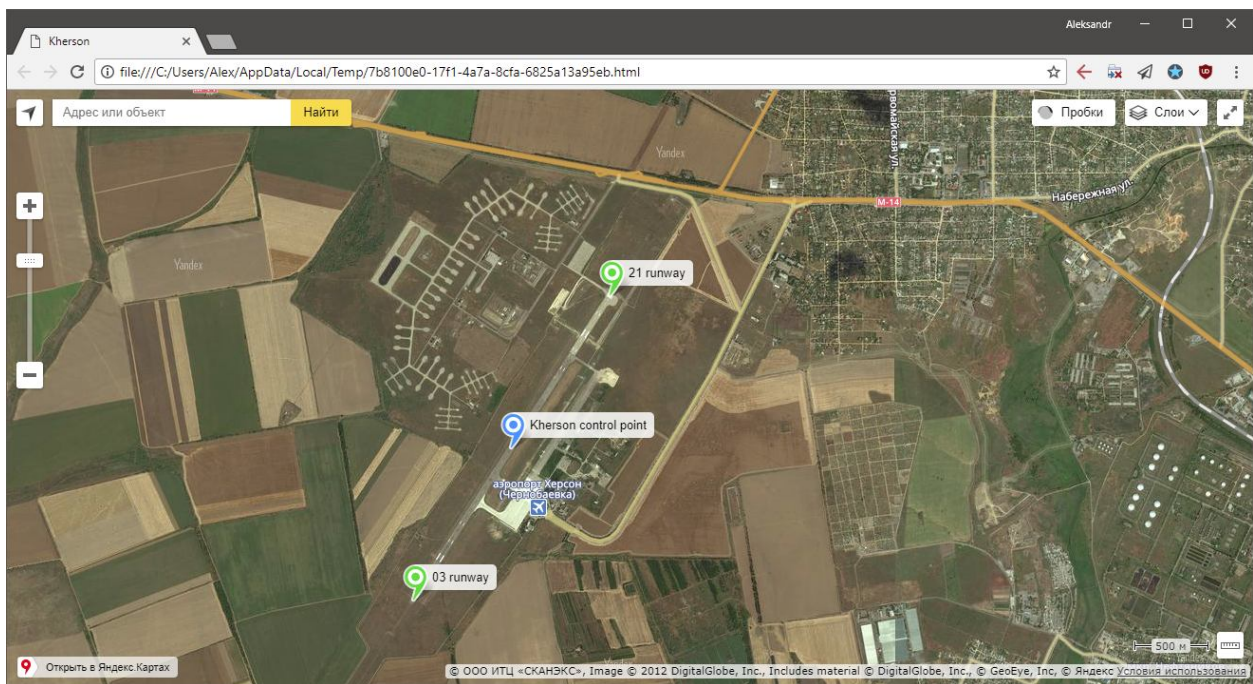 Aleksandr
Kherson
file:///C:/Users/Alex/AppData/Local/Temp/7b8100e0-17f1-4a7a-8cfa-6825a13a95eb.html
Адрес или объект
Найти
Пробки
Слои
Yandex
рвомайская ул.
Набережная ул.
М-14
Yandex
21 runway
Kherson control point
аэропорт Херсон
(Чернобаевка)
03 runway
500 м
Открыть в Яндекс.Картах
© ООО ИТЦ «СКАНЭКС», Image © 2012 DigitalGlobe, Inc., Includes material © DigitalGlobe, Inc., © GeoEye, Inc, © Яндекс Условия использования